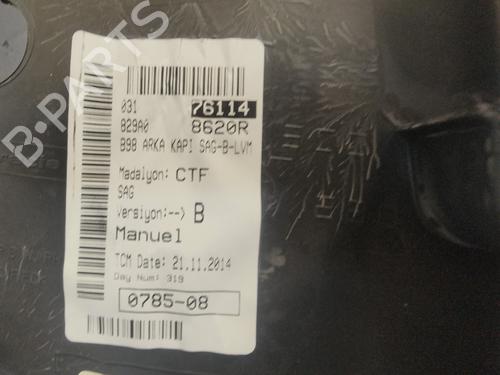 B-PARTS
031 76114
829A0 8620R
B98 ARKA KAPI SAG-B-LVM
Madalyon: CTF
SAG
Versiyon:--> B
Manuel
TCM Date: 21.11.2014
Day Num: 319
0785-08